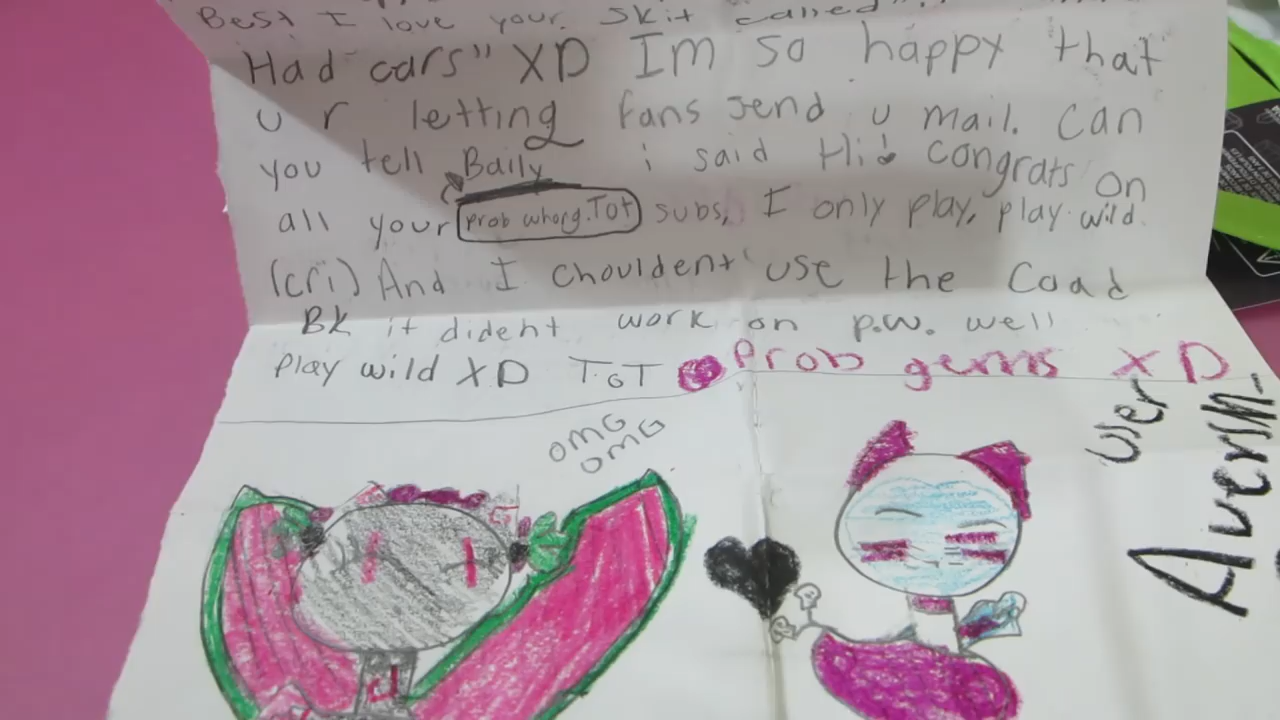 Best I love your skit called"
Had cars" XD Im so happy that
u r letting fans send u mail. Can
you tell Baily i said Hi! congrats on
all your prob whorg.ToT subs, I only play, play wild.
(cri) And I chouldent use the Coad
BK it dident work on p.w. well
Play wild XD ToT Prob gems XD
OMG
OMG
user